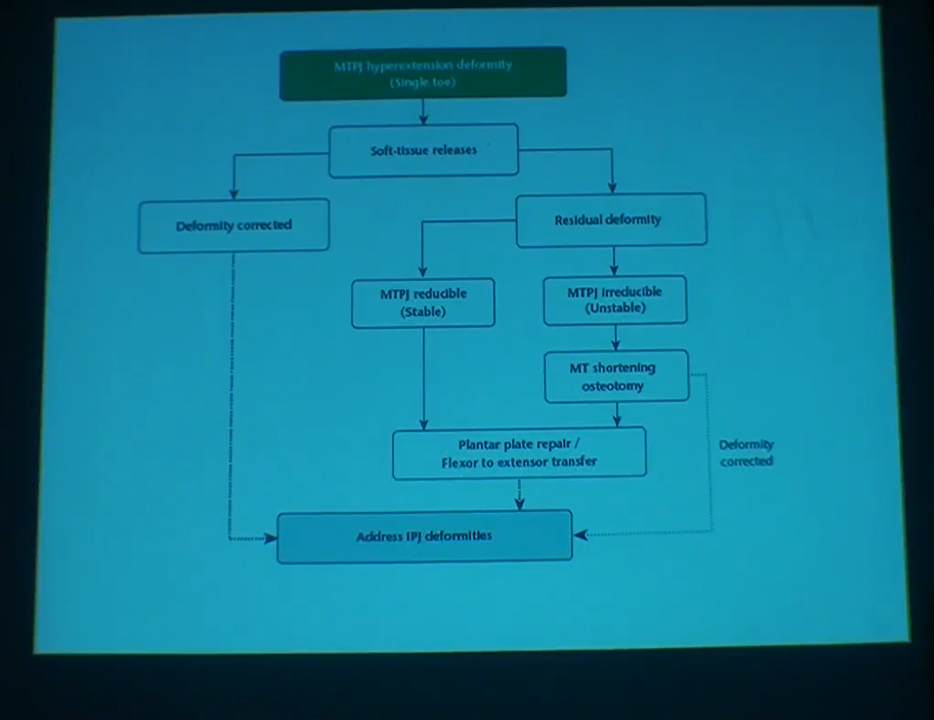 MTPJ hyperextension deformity
(Single toe)
Soft-tissue releases
Deformity corrected
Residual deformity
MTPJ reducible
(Stable)
MTPJ irreducible
(Unstable)
MT shortening
osteotomy
Plantar plate repair /
Flexor to extensor transfer
Deformity
corrected
Address IPJ deformities